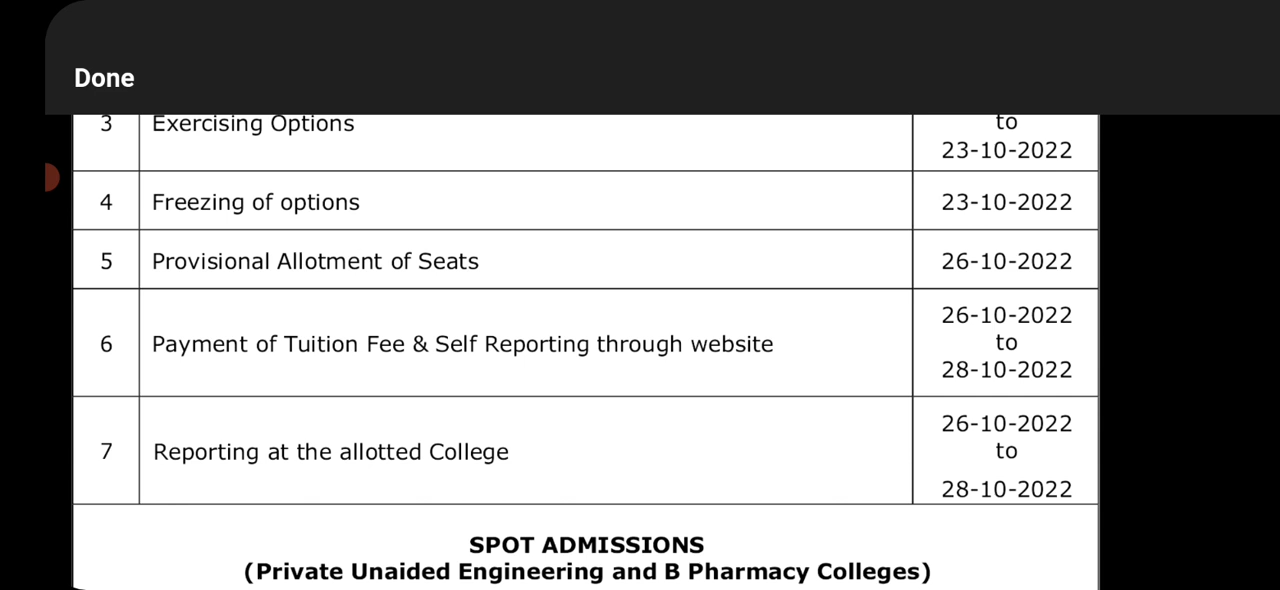 Done
3 Exercising Options to
23-10-2022
4 Freezing of options 23-10-2022
5 Provisional Allotment of Seats 26-10-2022
6 Payment of Tuition Fee & Self Reporting through website 26-10-2022
to
28-10-2022
7 Reporting at the allotted College 26-10-2022
to
28-10-2022
SPOT ADMISSIONS
(Private Unaided Engineering and B Pharmacy Colleges)